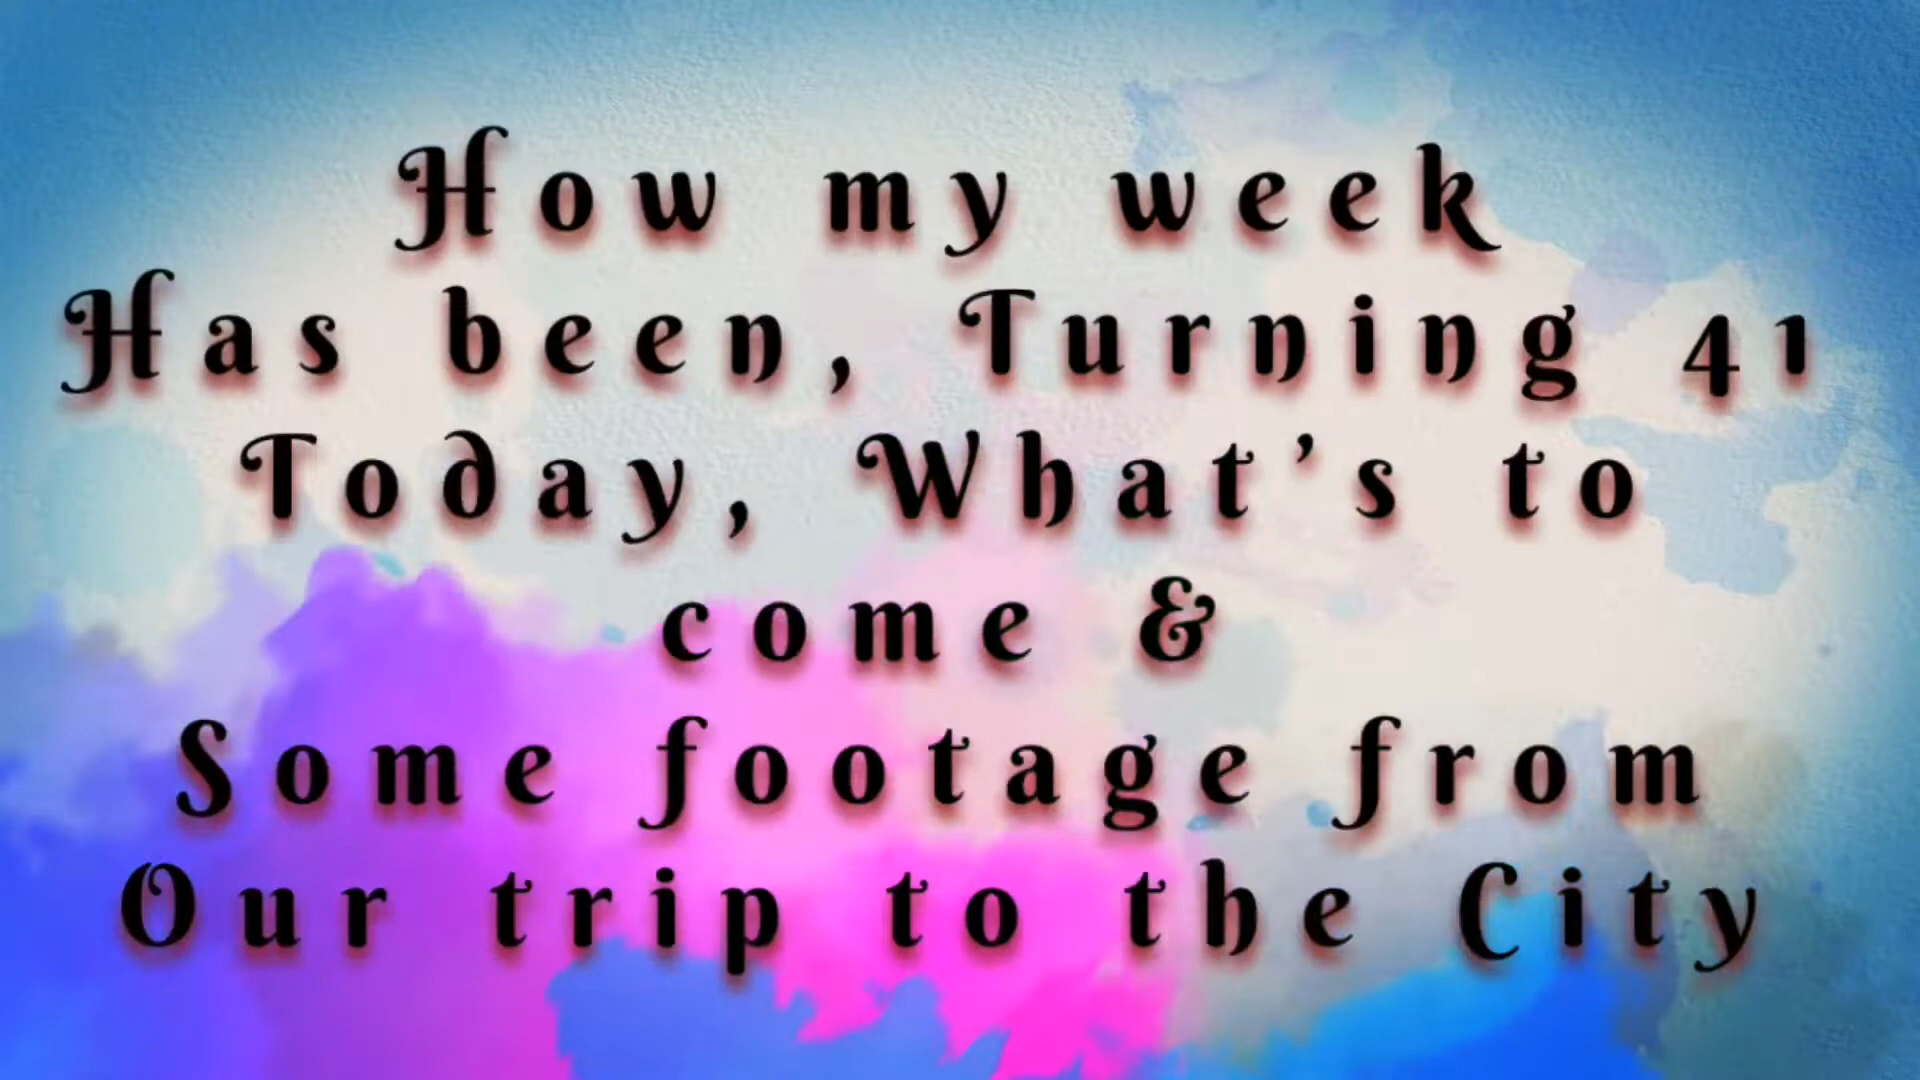 How my week
Has been, Turning 41
Today, What's to
come &
Some footage from
Our trip to the City